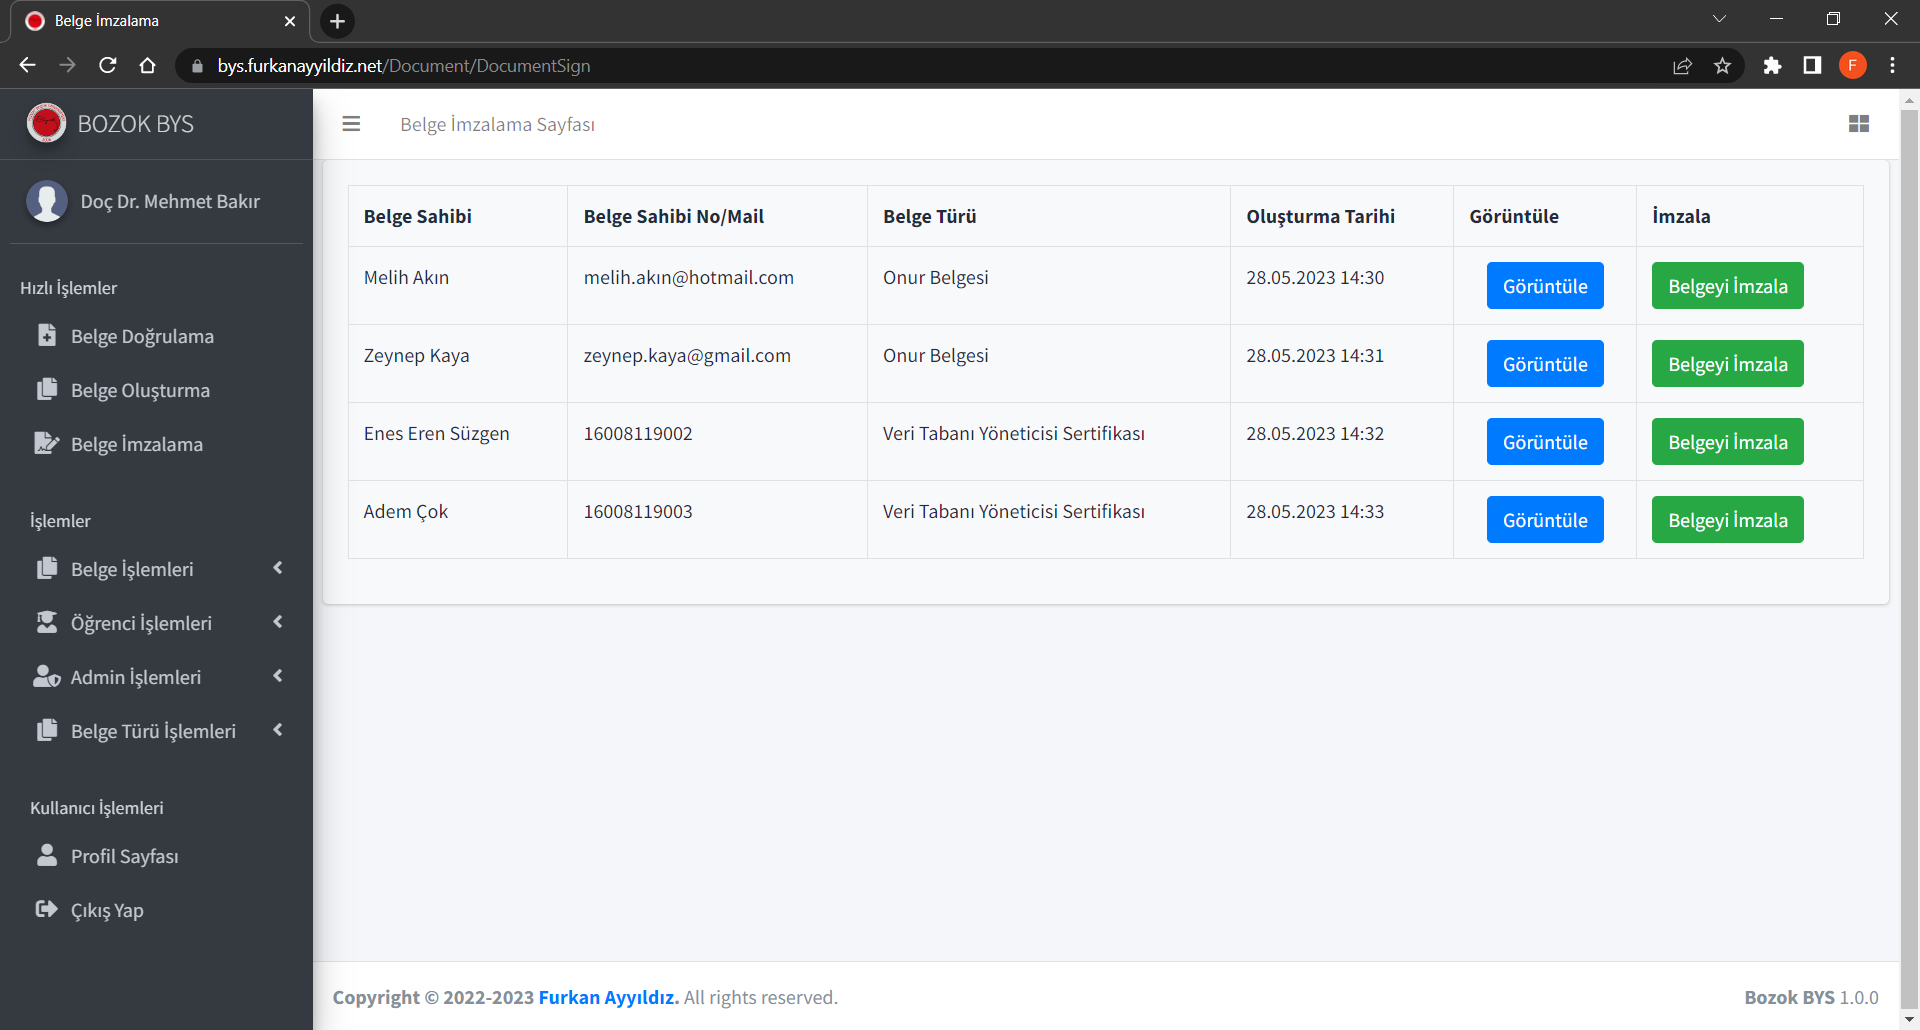 Belge İmzalama
bys.furkanayyildiz.net/Document/DocumentSign
F
BOZOK BYS
Doç Dr. Mehmet Bakır
Hızlı İşlemler
Belge Doğrulama
Belge Oluşturma
Belge İmzalama
İşlemler
Belge İşlemleri
Öğrenci İşlemleri
Admin İşlemleri
Belge Türü İşlemleri
Kullanıcı İşlemleri
Profil Sayfası
Çıkış Yap
Belge İmzalama Sayfası
Belge Sahibi Belge Sahibi No/Mail Belge Türü Oluşturma Tarihi Görüntüle İmzala
Melih Akın melih.akın@hotmail.com Onur Belgesi 28.05.2023 14:30 Görüntüle Belgeyi İmzala
Zeynep Kaya zeynep.kaya@gmail.com Onur Belgesi 28.05.2023 14:31 Görüntüle Belgeyi İmzala
Enes Eren Süzgen 16008119002 Veri Tabanı Yöneticisi Sertifikası 28.05.2023 14:32 Görüntüle Belgeyi İmzala
Adem Çok 16008119003 Veri Tabanı Yöneticisi Sertifikası 28.05.2023 14:33 Görüntüle Belgeyi İmzala
Copyright © 2022-2023 Furkan Ayyıldız. All rights reserved.
Bozok BYS 1.0.0